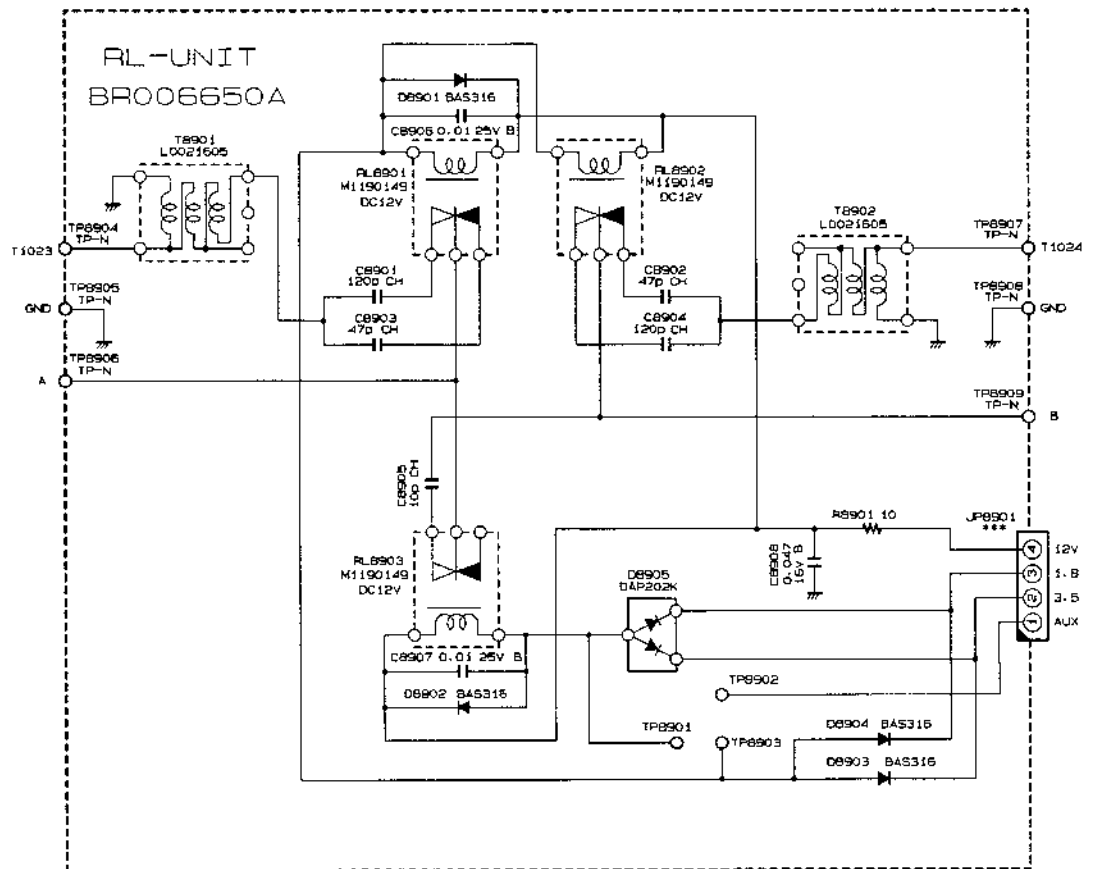 RL-UNIT
BR006650A
D8901 BAS316
C8906 0.01 25V B
T8901
L0021605
RL8901
M1190149
DC12V
RL8902
M1190149
DC12V
T8902
L0021605
TP8904
TP-N
T1023
TP8907
TP-N
T1024
C8901
120p CH
C8902
47p CH
TP8905
TP-N
GND
TP8908
TP-N
GND
C8903
47p CH
C8904
120p CH
TP8906
TP-N
A
TP8909
TP-N
B
C8905
10p CH
R8901 10
JP8901
***
C8908
0.047
16V B
4 12V
3 1.8
2 3.5
1 AUX
RL8903
M1190149
DC12V
D8905
DAP202K
C8907 0.01 25V B
D8902 BAS316
TP8902
TP8901
TP8903
D8904 BAS316
D8903 BAS316